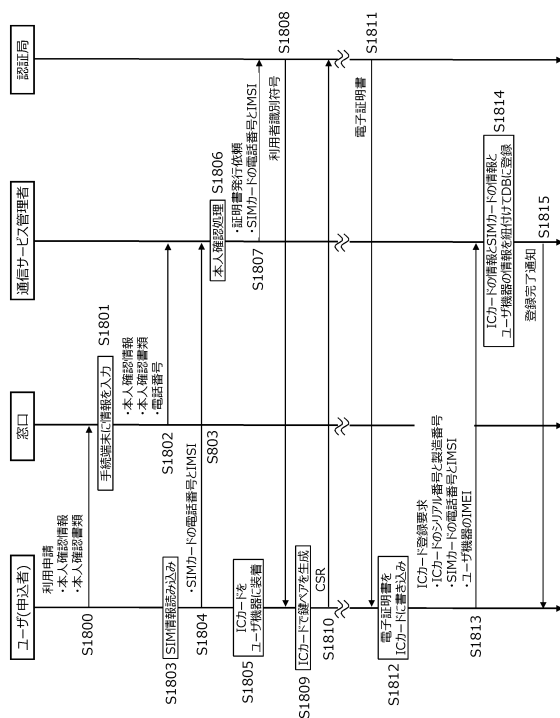 ユーザ(申込者)
窓口
通信サービス管理者
認証局
利用申請
・本人確認情報
・本人確認書類
S1800
手続端末に情報を入力
S1801
・本人確認情報
・本人確認書類
・電話番号
S1802
S1803
SIM情報読み込み
・SIMカードの電話番号とIMSI
S1804
S803
本人確認処理
S1806
S1805
ICカードを
ユーザ機器に装着
・証明書発行依頼
・SIMカードの電話番号とIMSI
S1807
利用者識別符号
S1808
S1809
ICカードで鍵ペアを生成
CSR
S1810
電子証明書
S1811
電子証明書を
ICカードに書き込み
S1812
ICカード登録要求
・ICカードのシリアル番号と製造番号
・SIMカードの電話番号とIMSI
・ユーザ機器のIMEI
S1813
ICカードの情報とSIMカードの情報と
ユーザ機器の情報を紐付けてDBに登録
S1814
登録完了通知
S1815